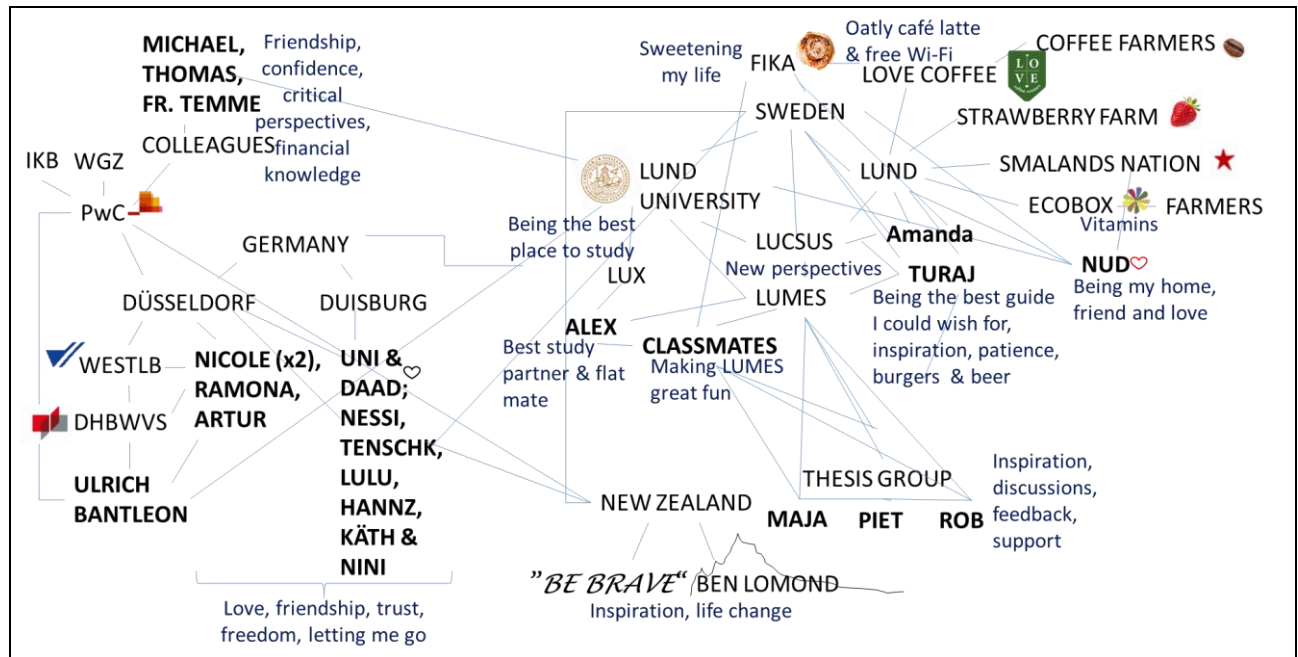 MICHAEL,
THOMAS,
FR. TEMME
Friendship,
confidence,
critical
perspectives,
financial
knowledge
COLLEAGUES
IKB
WGZ
PwC
GERMANY
DÜSSELDORF
DUISBURG
WESTLB
DHBWVS
NICOLE (x2),
RAMONA,
ARTUR
ULRICH
BANTLEON
UNI &
DAAD;
NESSI,
TENSCHK,
LULU,
HANNZ,
KÄTH &
NINI
Love, friendship, trust,
freedom, letting me go
Sweetening
my life
FIKA
Oatly café latte
& free Wi-Fi
LOVE COFFEE
LOVE
COFFEE FARMERS
SWEDEN
STRAWBERRY FARM
LUND
UNIVERSITY
Being the best
place to study
LUND
SMALANDS NATION
ECOBOX
FARMERS
Vitamins
LUCSUS
New perspectives
LUX
LUMES
Amanda
TURAJ
Being the best guide
I could wish for,
inspiration, patience,
burgers & beer
NUD
Being my home,
friend and love
ALEX
Best study
partner & flat
mate
CLASSMATES
Making LUMES
great fun
THESIS GROUP
MAJA
PIET
ROB
Inspiration,
discussions,
feedback,
support
NEW ZEALAND
"BE BRAVE"
BEN LOMOND
Inspiration, life change